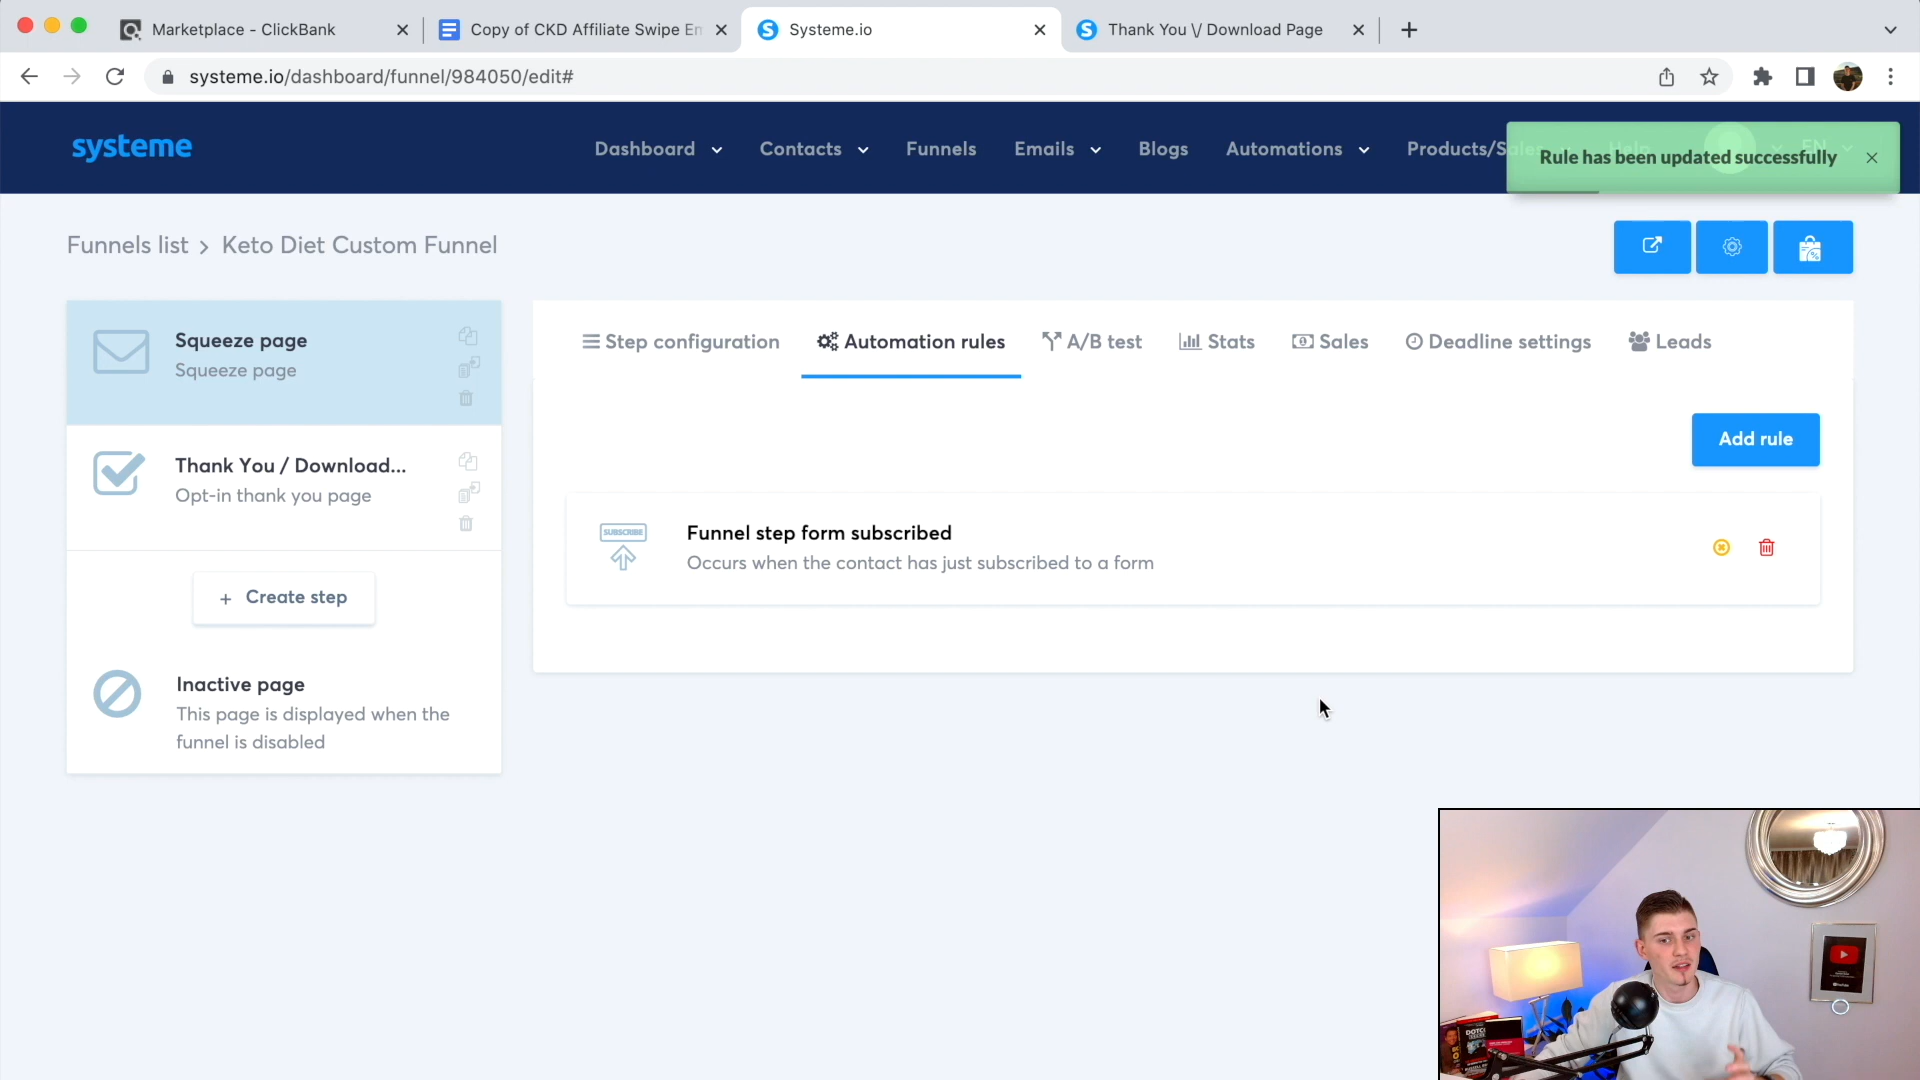 Marketplace - ClickBank
Copy of CKD Affiliate Swipe Em
Systeme.io
Thank You \/ Download Page
systeme.io/dashboard/funnel/984050/edit#
systeme
Dashboard
Contacts
Funnels
Emails
Blogs
Automations
Products/Sales
Help
EN
Rule has been updated successfully
Funnels list > Keto Diet Custom Funnel
Squeeze page
Squeeze page
Thank You / Download...
Opt-in thank you page
+ Create step
Inactive page
This page is displayed when the
funnel is disabled
Step configuration
Automation rules
A/B test
Stats
Sales
Deadline settings
Leads
Add rule
SUBSCRIBE
Funnel step form subscribed
Occurs when the contact has just subscribed to a form